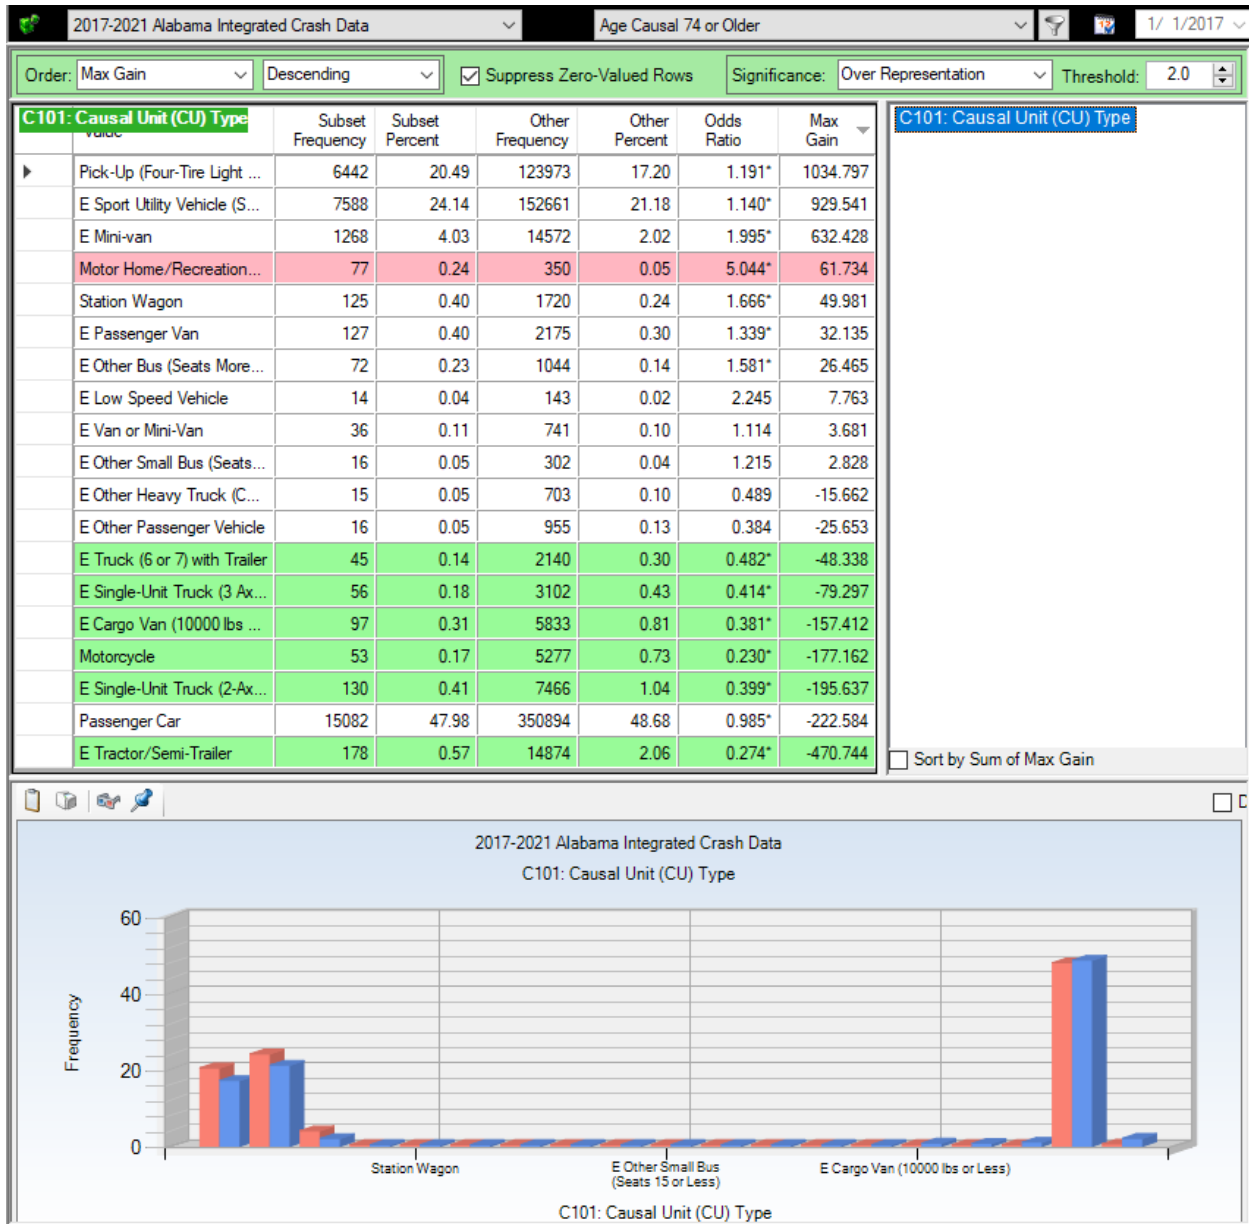 2017-2021 Alabama Integrated Crash Data Age Causal 74 or Older 1/ 1/2017
Order: Max Gain Descending Suppress Zero-Valued Rows Significance: Over Representation Threshold: 2.0
C101: Causal Unit (CU) Type Subset Frequency Subset Percent Other Frequency Other Percent Odds Ratio Max Gain C101: Causal Unit (CU) Type
Pick-Up (Four-Tire Light ... 6442 20.49 123973 17.20 1.191* 1034.797
E Sport Utility Vehicle (S... 7588 24.14 152661 21.18 1.140* 929.541
E Mini-van 1268 4.03 14572 2.02 1.995* 632.428
Motor Home/Recreation... 77 0.24 350 0.05 5.044* 61.734
Station Wagon 125 0.40 1720 0.24 1.666* 49.981
E Passenger Van 127 0.40 2175 0.30 1.339* 32.135
E Other Bus (Seats More... 72 0.23 1044 0.14 1.581* 26.465
E Low Speed Vehicle 14 0.04 143 0.02 2.245 7.763
E Van or Mini-Van 36 0.11 741 0.10 1.114 3.681
E Other Small Bus (Seats... 16 0.05 302 0.04 1.215 2.828
E Other Heavy Truck (C... 15 0.05 703 0.10 0.489 -15.662
E Other Passenger Vehicle 16 0.05 955 0.13 0.384 -25.653
E Truck (6 or 7) with Trailer 45 0.14 2140 0.30 0.482* -48.338
E Single-Unit Truck (3 Ax... 56 0.18 3102 0.43 0.414* -79.297
E Cargo Van (10000 lbs ... 97 0.31 5833 0.81 0.381* -157.412
Motorcycle 53 0.17 5277 0.73 0.230* -177.162
E Single-Unit Truck (2-Ax... 130 0.41 7466 1.04 0.399* -195.637
Passenger Car 15082 47.98 350894 48.68 0.985* -222.584
E Tractor/Semi-Trailer 178 0.57 14874 2.06 0.274* -470.744
Sort by Sum of Max Gain
2017-2021 Alabama Integrated Crash Data
C101: Causal Unit (CU) Type
60
40
20
0
Frequency
Station Wagon
E Other Small Bus
(Seats 15 or Less)
E Cargo Van (10000 lbs or Less)
C101: Causal Unit (CU) Type